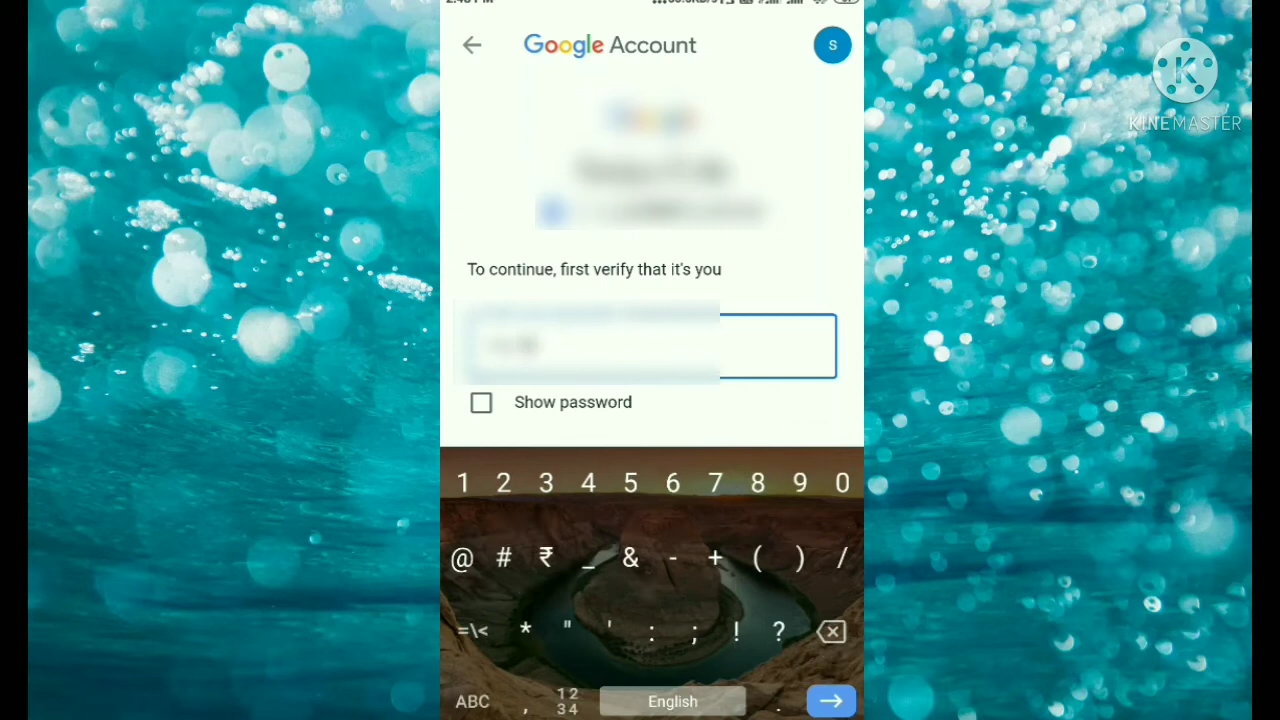 Google Account
S
KINEMASTER
To continue, first verify that it's you
Show password
1 2 3 4 5 6 7 8 9 0
@ # ₹ _ & - + ( ) /
=\< * " ' : ; ! ?
ABC , 12 34 English .